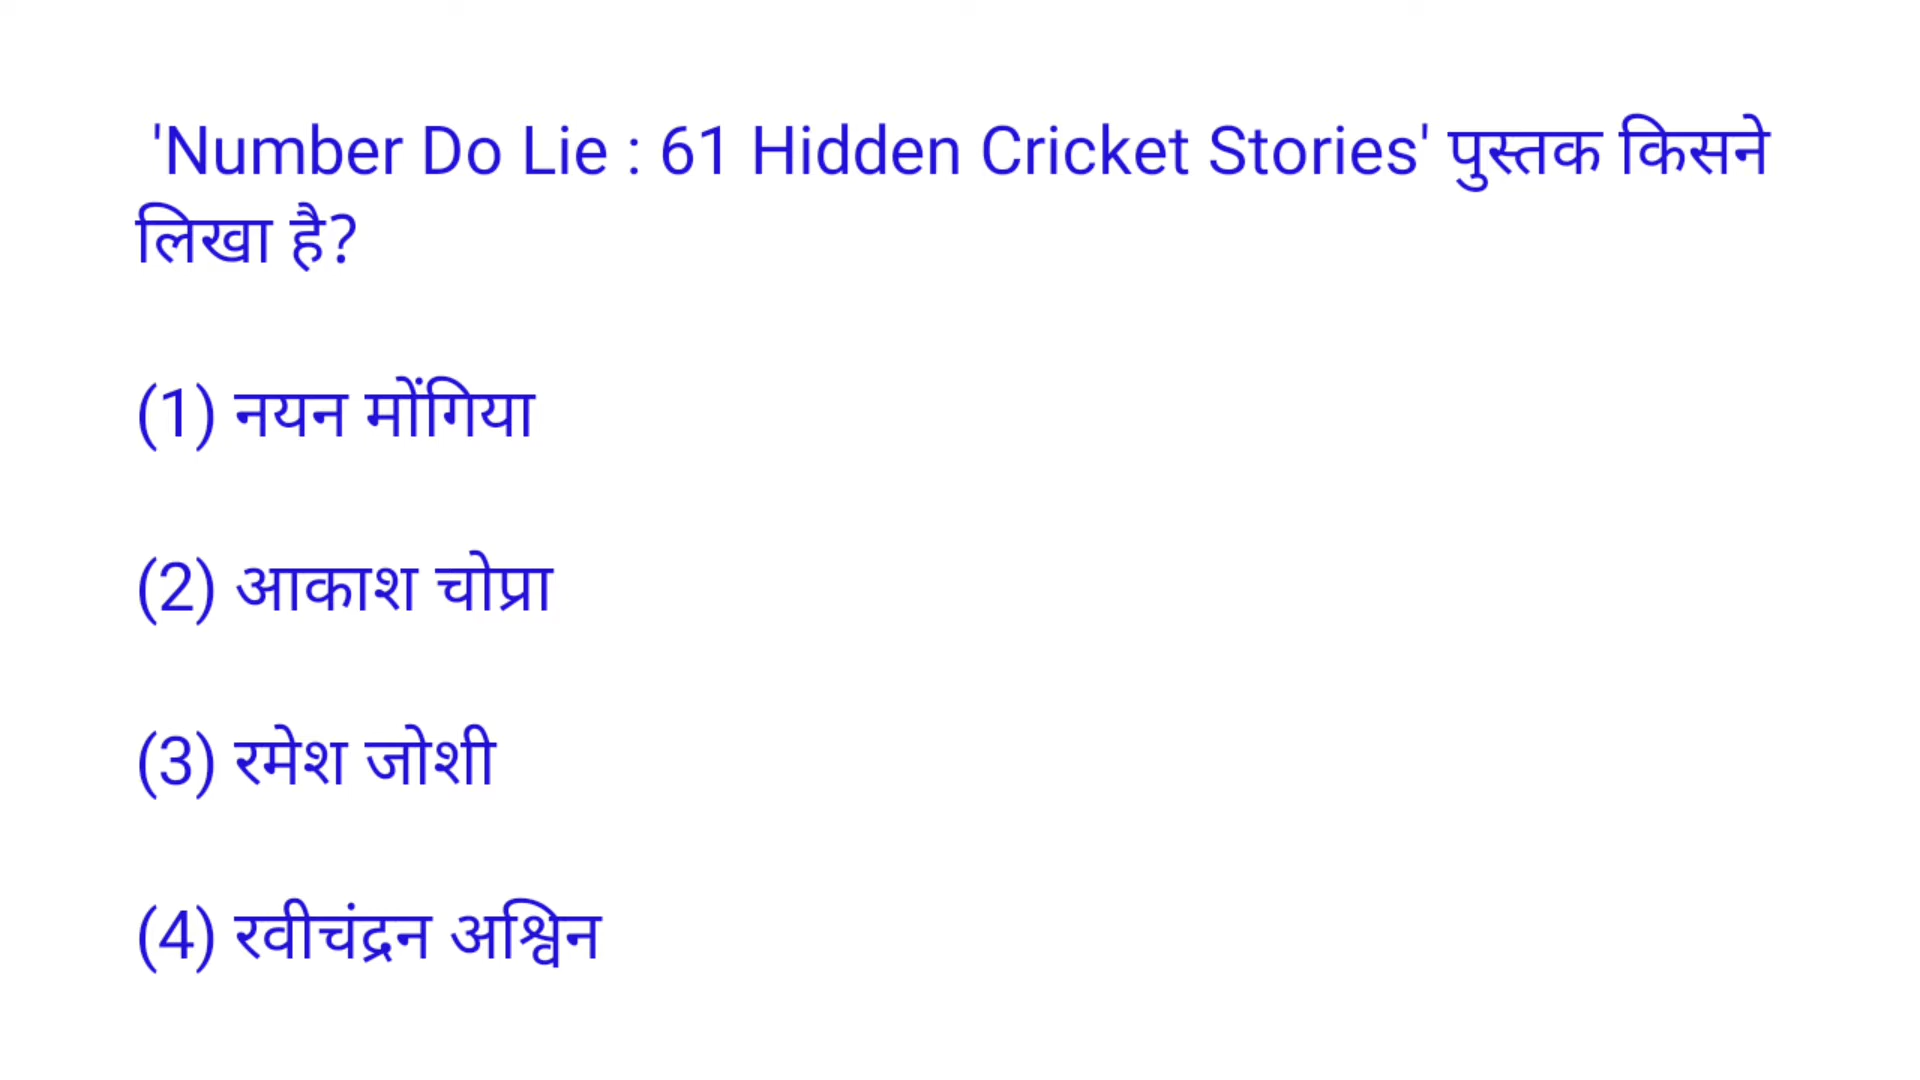 'Number Do Lie : 61 Hidden Cricket Stories' पुस्तक किसने
लिखा है?
(1) नयन मोंगिया
(2) आकाश चोप्रा
(3) रमेश जोशी
(4) रवीचंद्रन अश्विन